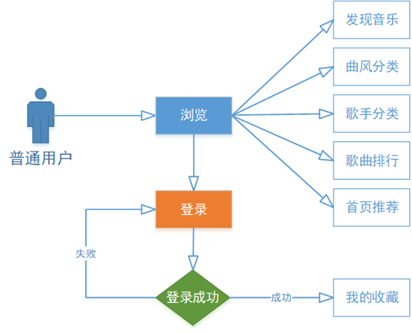 发现音乐
曲风分类
浏览
歌手分类
普通用户
歌曲排行
登录
首页推荐
失败
登录成功
成功
我的收藏